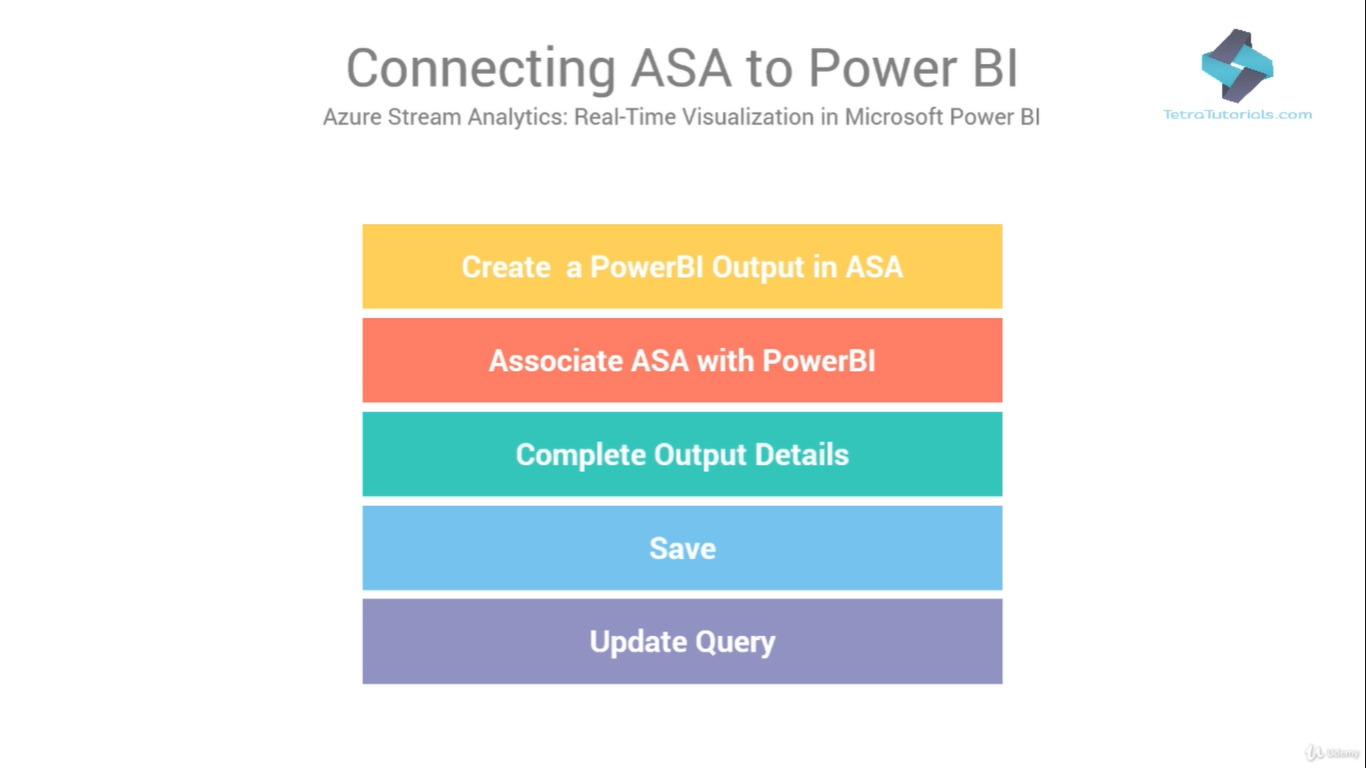 Connecting ASA to Power BI
Azure Stream Analytics: Real-Time Visualization in Microsoft Power BI
TetraTutorials.com
Create a PowerBI Output in ASA
Associate ASA with PowerBI
Complete Output Details
Save
Update Query
Udemy